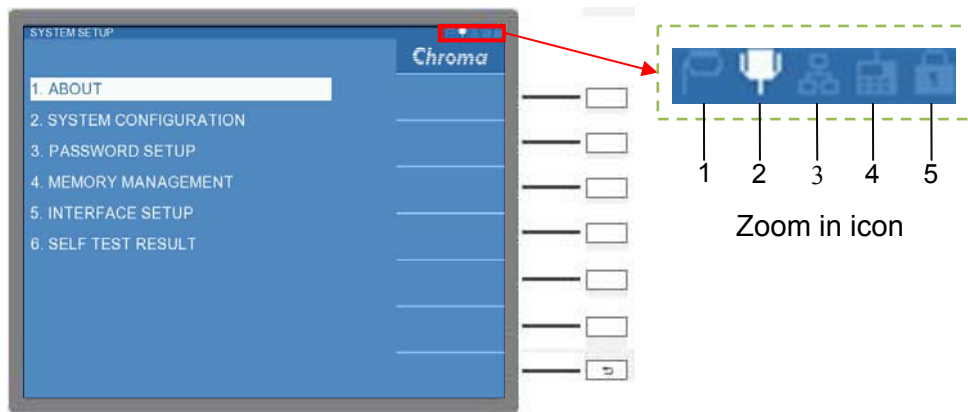 SYSTEM SETUP
Chroma
1. ABOUT
2. SYSTEM CONFIGURATION
3. PASSWORD SETUP
4. MEMORY MANAGEMENT
5. INTERFACE SETUP
6. SELF TEST RESULT
1 2 3 4 5
Zoom in icon